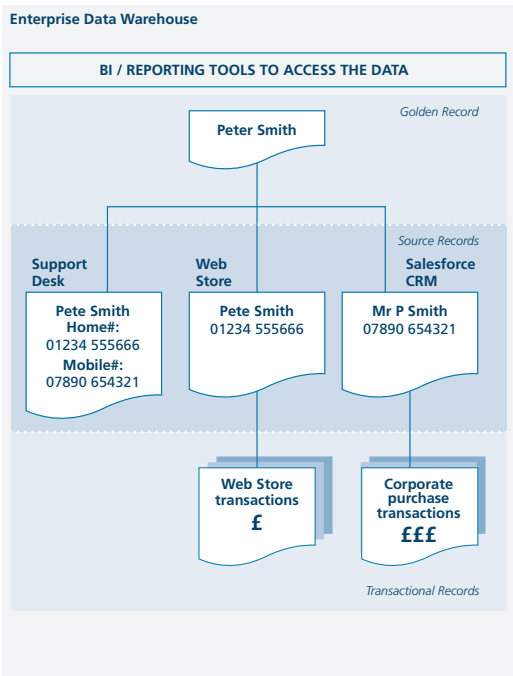 Enterprise Data Warehouse
BI / REPORTING TOOLS TO ACCESS THE DATA
Golden Record
Peter Smith
Source Records
Support
Desk
Web
Store
Salesforce
CRM
Pete Smith
Home#:
01234 555666
Mobile#:
07890 654321
Pete Smith
01234 555666
Mr P Smith
07890 654321
Web Store
transactions
£
Corporate
purchase
transactions
£££
Transactional Records